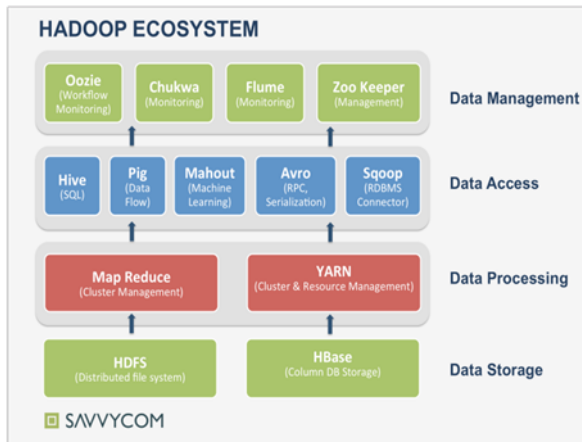 HADOOP ECOSYSTEM
Oozie
(Workflow
Monitoring)
Chukwa
(Monitoring)
Flume
(Monitoring)
Zoo Keeper
(Management)
Data Management
Hive
(SQL)
Pig
(Data
Flow)
Mahout
(Machine
Learning)
Avro
(RPC,
Serialization)
Sqoop
(RDBMS
Connector)
Data Access
Map Reduce
(Cluster Management)
YARN
(Cluster & Resource Management)
Data Processing
HDFS
(Distributed file system)
HBase
(Column DB Storage)
Data Storage
SAVVYCOM